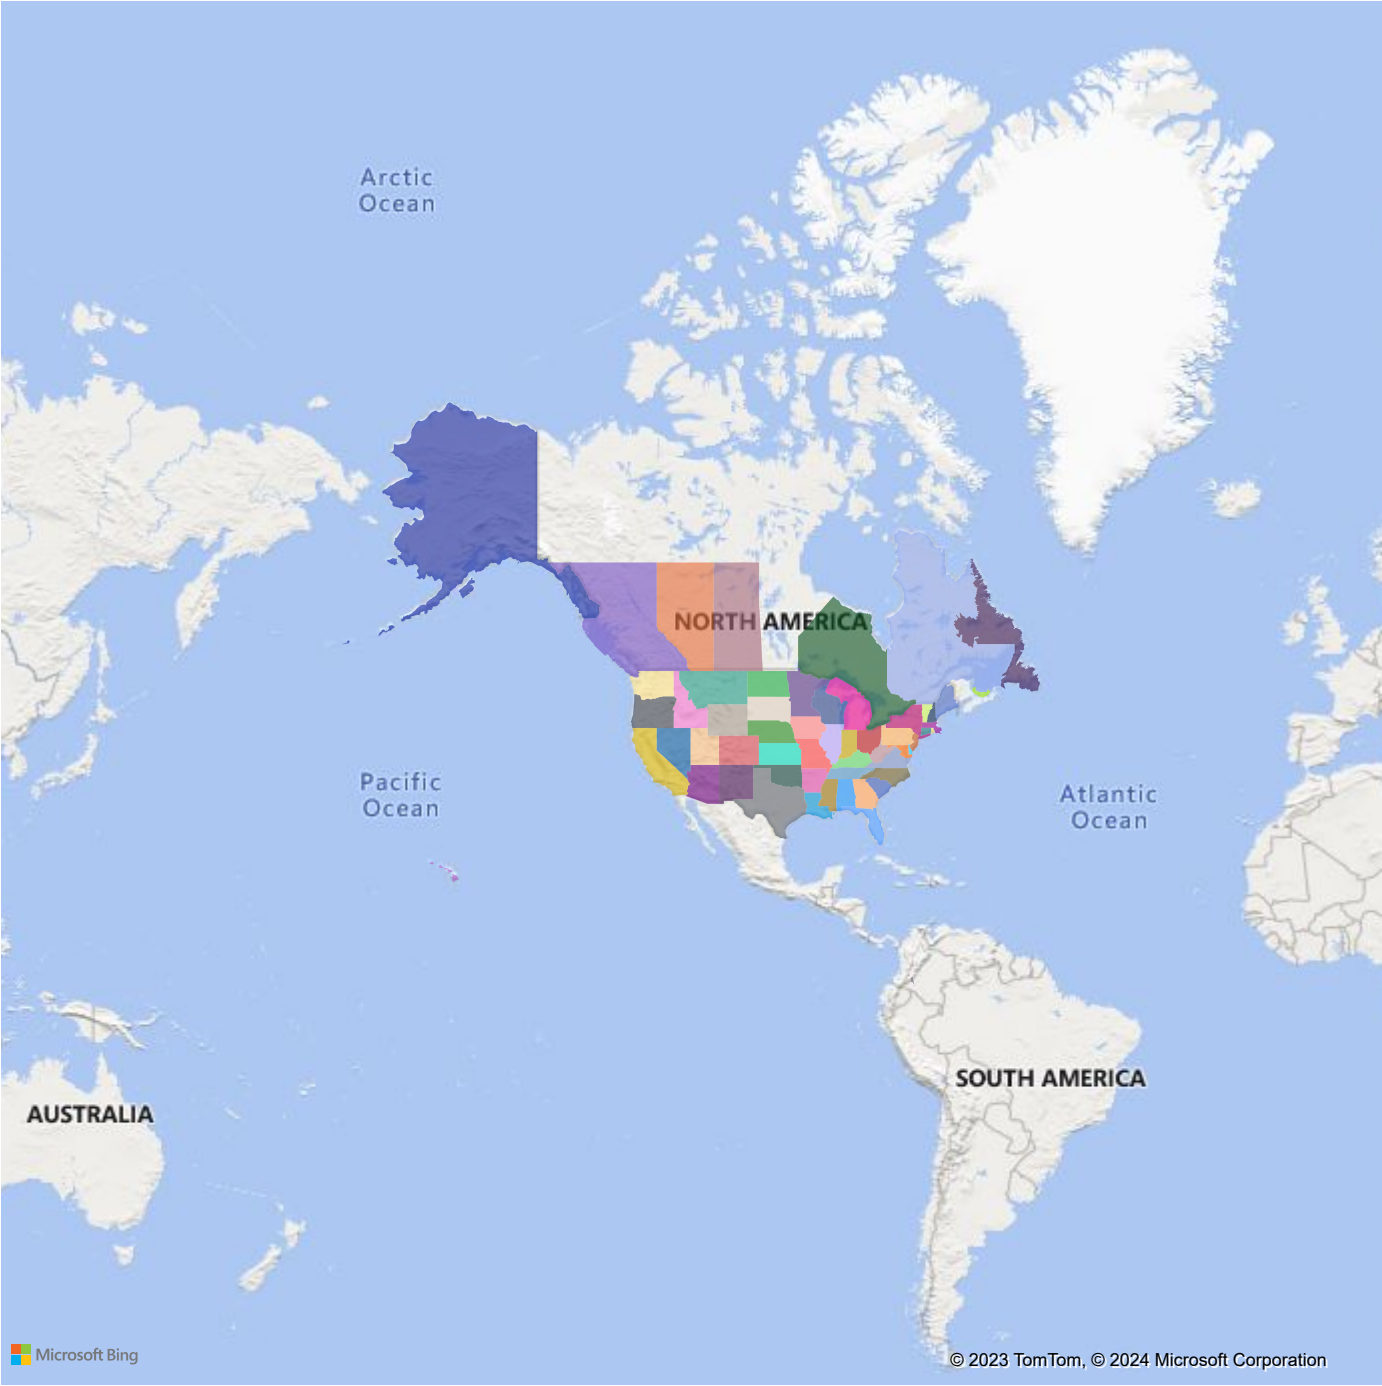 Arctic
Ocean
NORTH AMERICA
Pacific
Ocean
Atlantic
Ocean
SOUTH AMERICA
AUSTRALIA
Microsoft Bing
© 2023 TomTom, © 2024 Microsoft Corporation